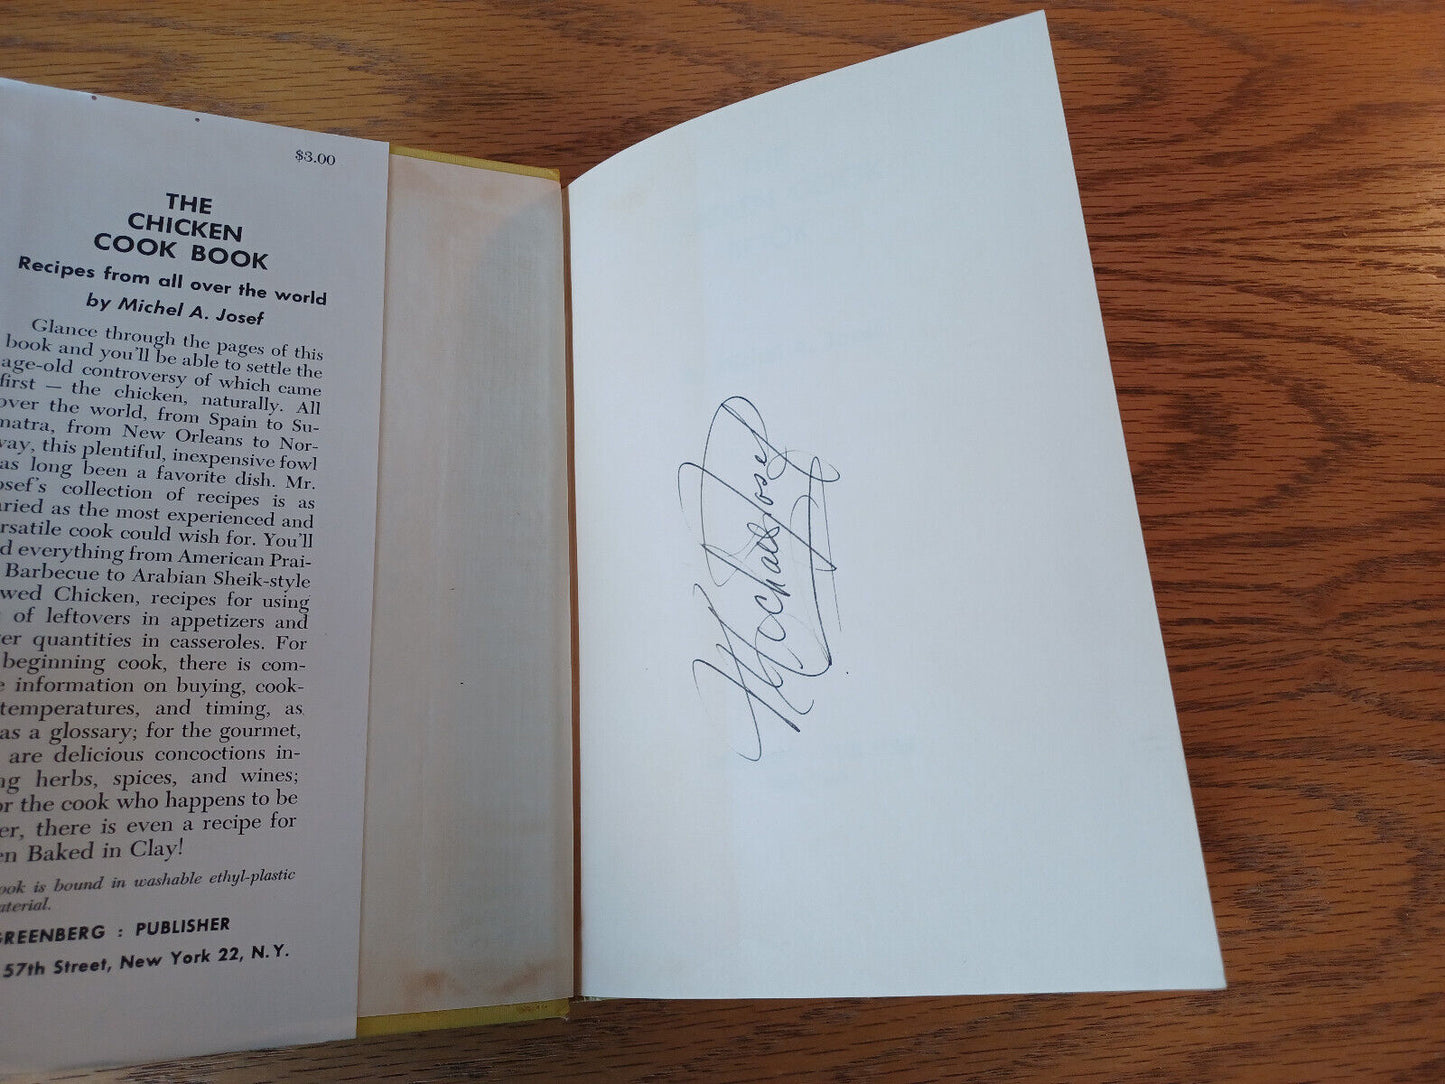 $3.00
THE
CHICKEN
COOK BOOK
Recipes from all over the world
by Michel A. Josef
Glance through the pages of this
book and you'll be able to settle the
age-old controversy of which came
first — the chicken, naturally. All
over the world, from Spain to Su-
matra, from New Orleans to Nor-
way, this plentiful, inexpensive fowl
as long been a favorite dish. Mr.
osef's collection of recipes is as
aried as the most experienced and
ersatile cook could wish for. You'll
d everything from American Prai-
Barbecue to Arabian Sheik-style
wed Chicken, recipes for using
of leftovers in appetizers and
er quantities in casseroles. For
beginning cook, there is com-
e information on buying, cook-
temperatures, and timing, as
as a glossary; for the gourmet,
are delicious concoctions in-
ng herbs, spices, and wines;
or the cook who happens to be
er, there is even a recipe for
en Baked in Clay!
ook is bound in washable ethyl-plastic
aterial.
GREENBERG : PUBLISHER
57th Street, New York 22, N.Y.